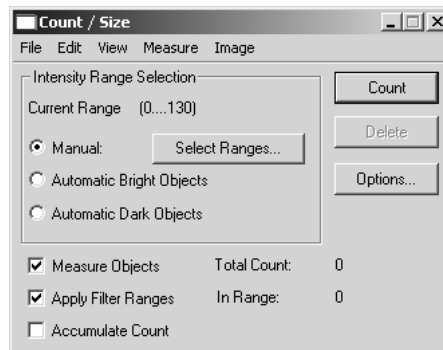 Count / Size
File Edit View Measure Image
Intensity Range Selection
Current Range (0....130)
Manual:
Select Ranges...
Automatic Bright Objects
Automatic Dark Objects
Count
Delete
Options...
Measure Objects Total Count: 0
Apply Filter Ranges In Range: 0
Accumulate Count